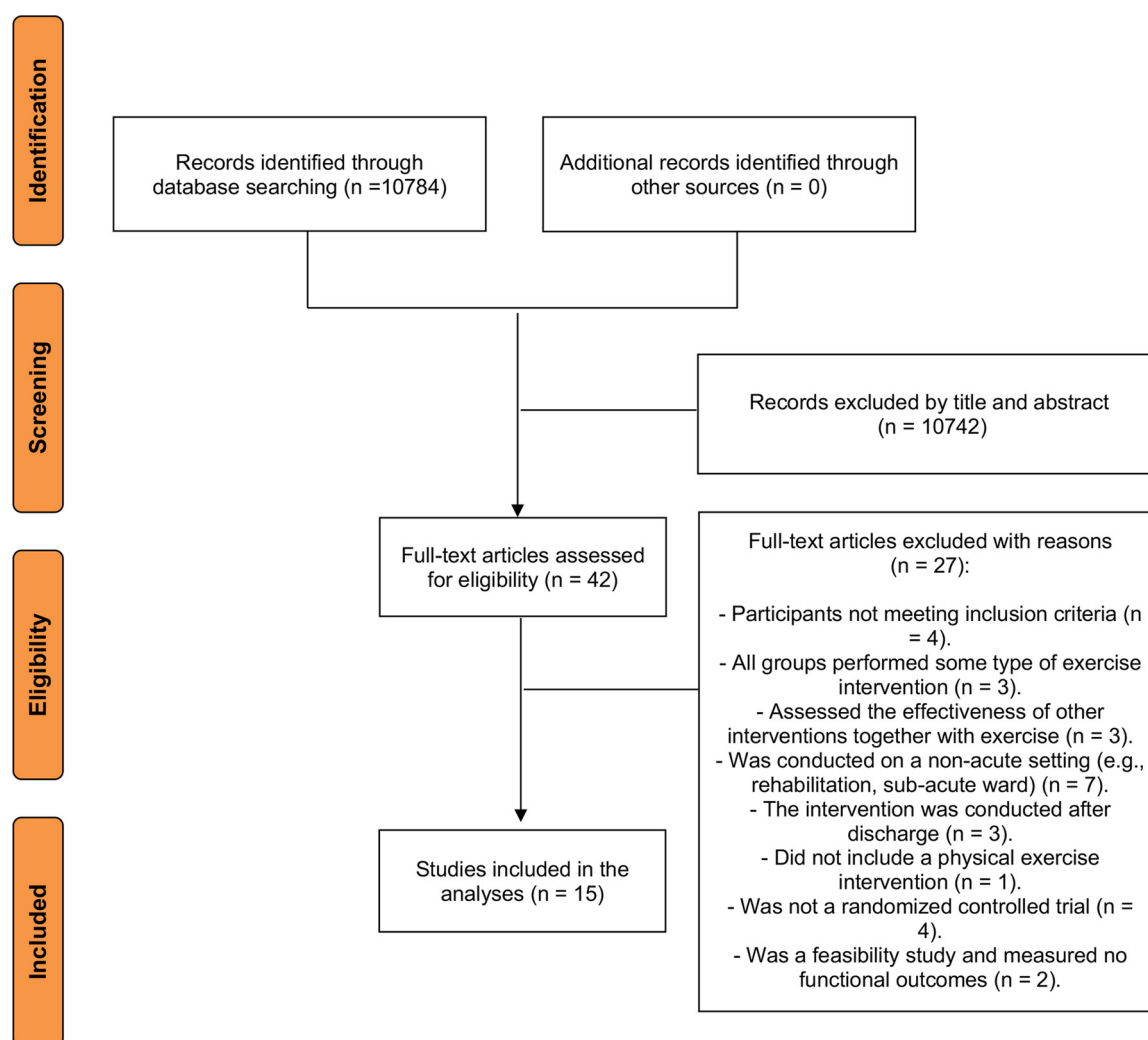 Identification
Records identified through
database searching (n =10784)
Additional records identified through
other sources (n = 0)
Screening
Records excluded by title and abstract
(n = 10742)
Eligibility
Full-text articles assessed
for eligibility (n = 42)
Full-text articles excluded with reasons
(n = 27):
- Participants not meeting inclusion criteria (n
= 4).
- All groups performed some type of exercise
intervention (n = 3).
- Assessed the effectiveness of other
interventions together with exercise (n = 3).
- Was conducted on a non-acute setting (e.g.,
rehabilitation, sub-acute ward) (n = 7).
- The intervention was conducted after
discharge (n = 3).
- Did not include a physical exercise
intervention (n = 1).
- Was not a randomized controlled trial (n =
4).
- Was a feasibility study and measured no
functional outcomes (n = 2).
Included
Studies included in the
analyses (n = 15)